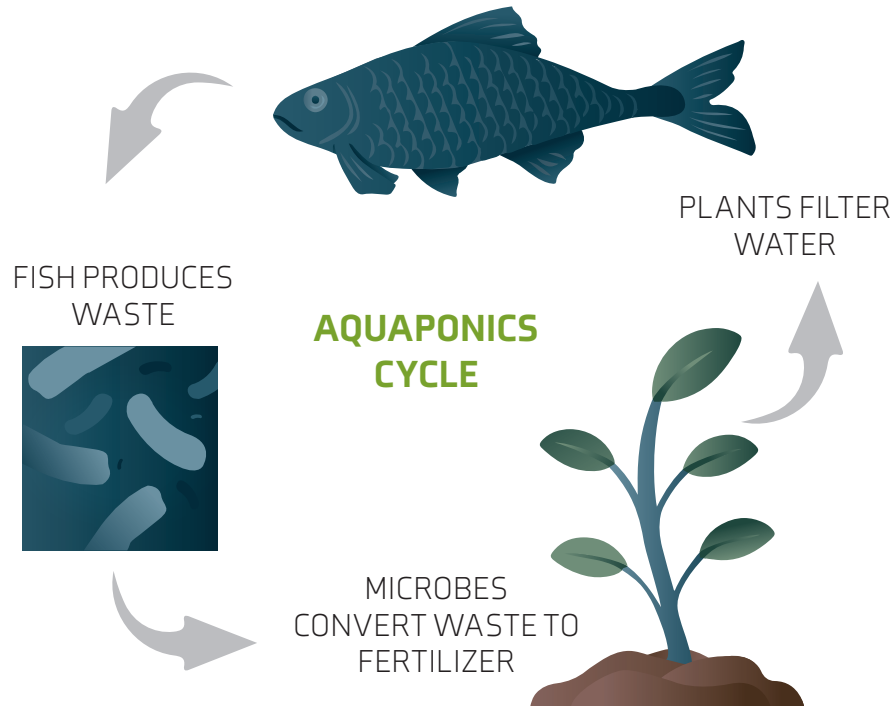 PLANTS FILTER
WATER
FISH PRODUCES
WASTE
AQUAPONICS
CYCLE
MICROBES
CONVERT WASTE TO
FERTILIZER